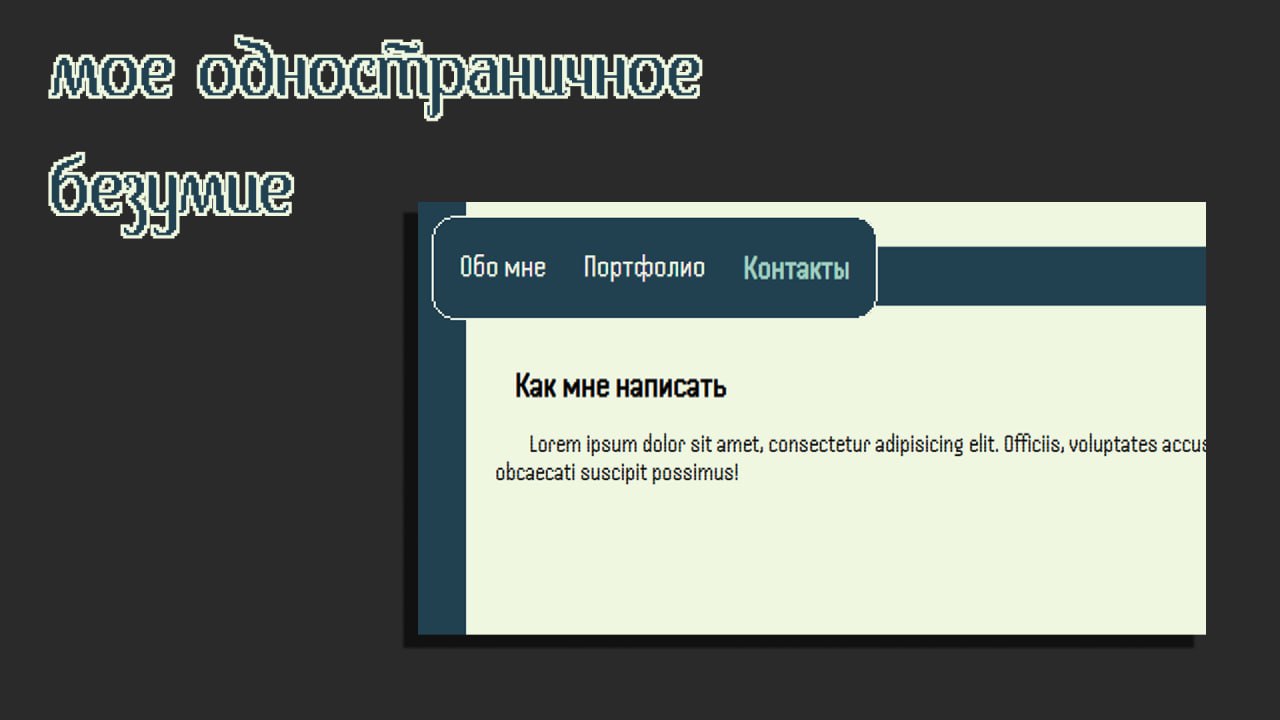 мое одностраничное
безумие
Обо мне Портфолио Контакты
Как мне написать
Lorem ipsum dolor sit amet, consectetur adipisicing elit. Officiis, voluptates accus
obcaecati suscipit possimus!